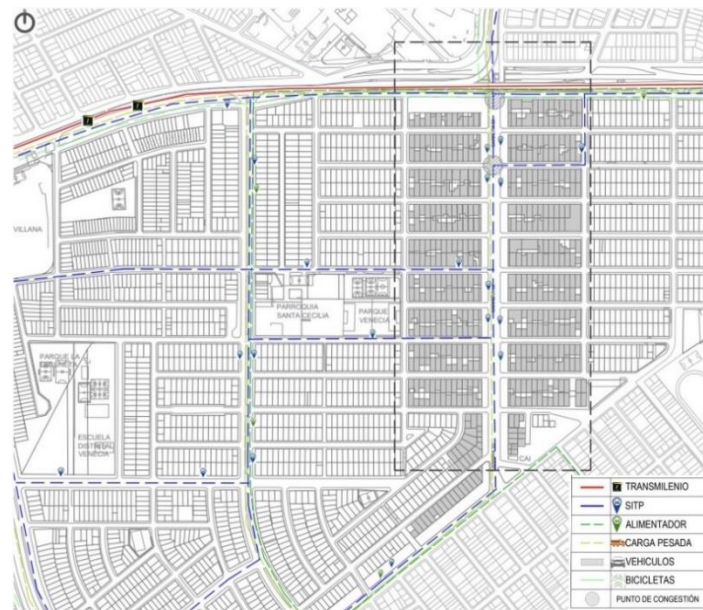 VILLANA
PARROQUIA
SANTA CECILIA
PARQUE
VENECIA
PARQUE LA
ESCUELA
DISTRITAL
VENECIA
CAI
TRANSMILENIO
SITP
ALIMENTADOR
CARGA PESADA
VEHICULOS
BICICLETAS
PUNTO DE CONGESTIÓN